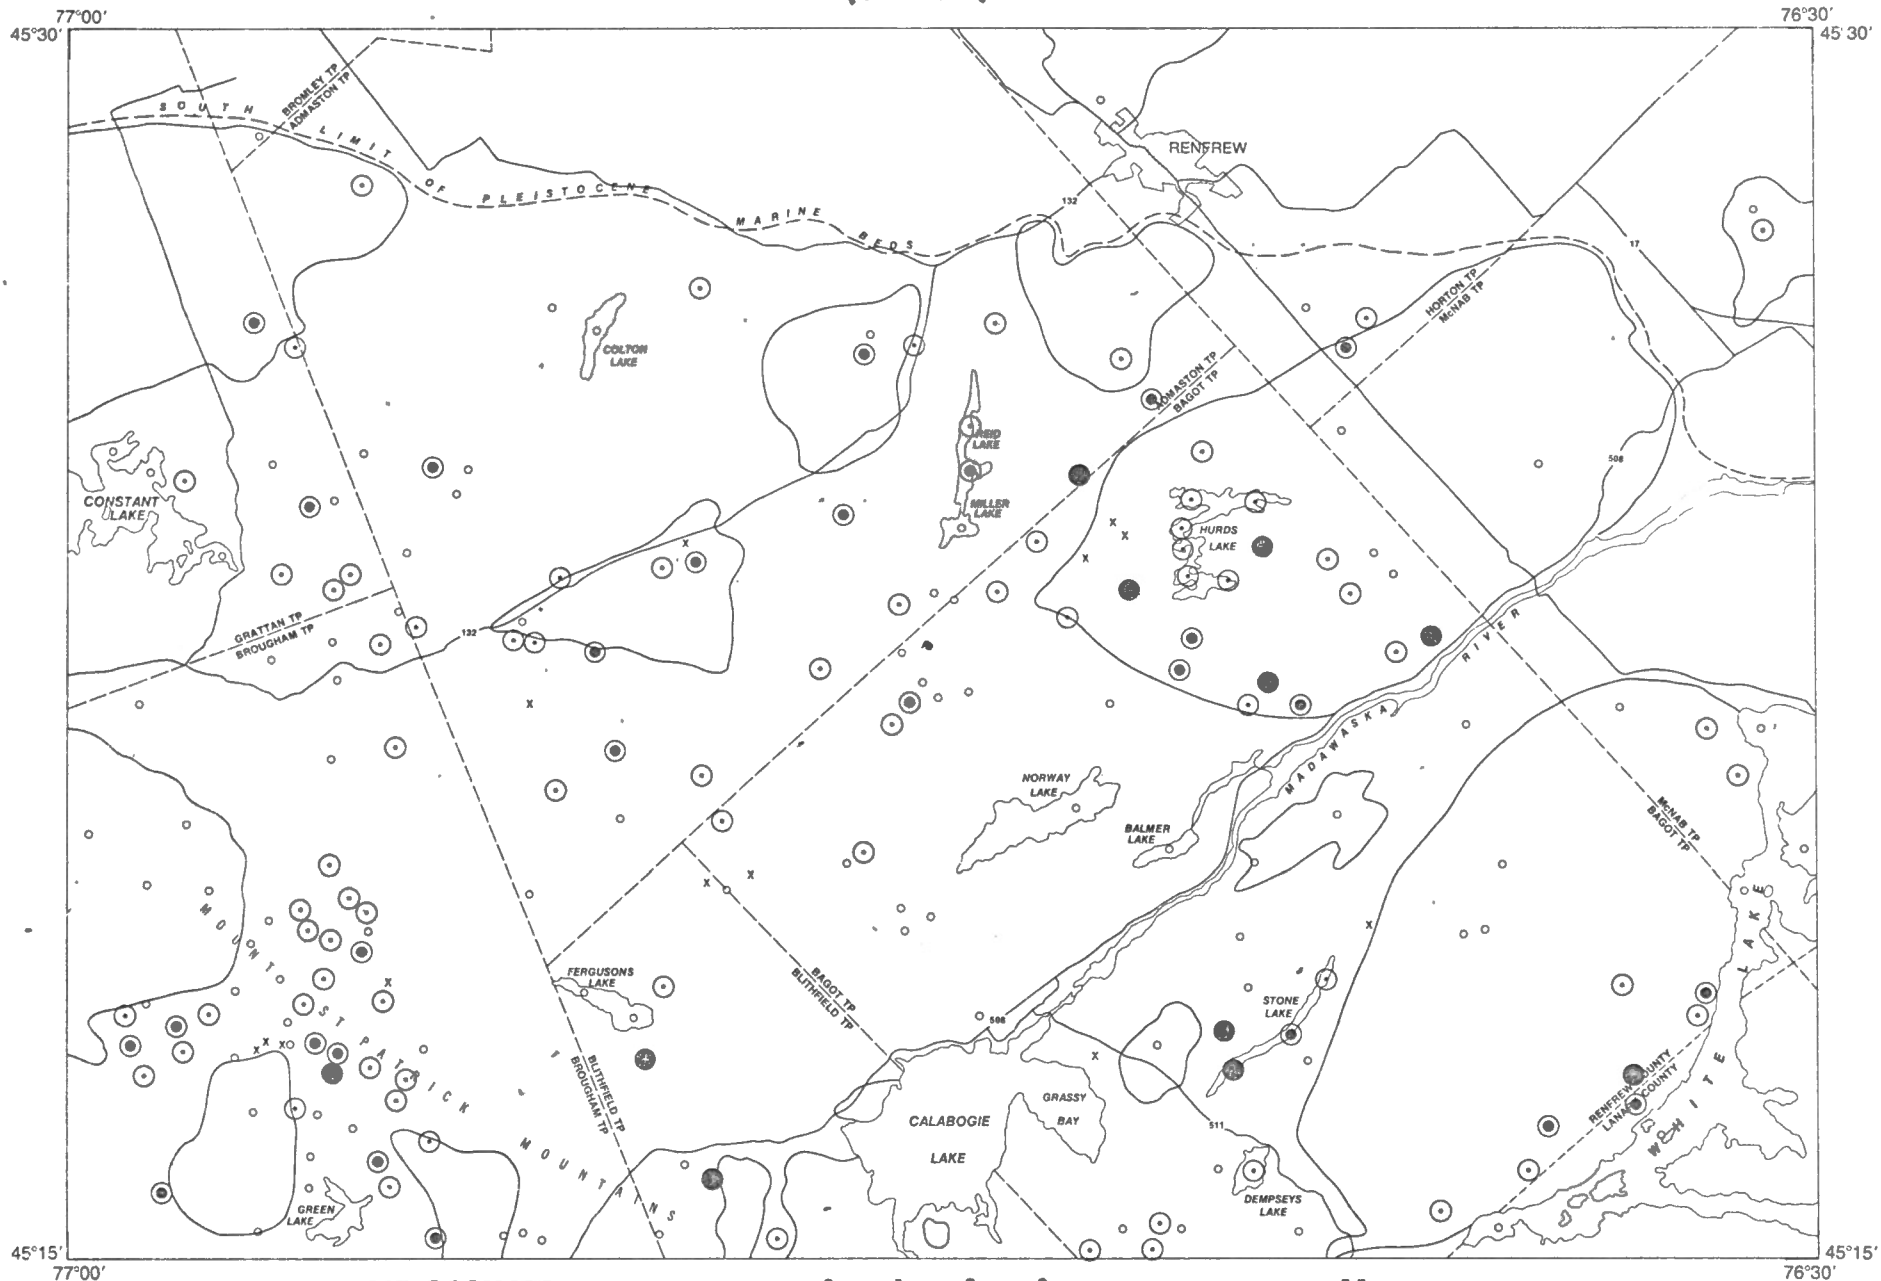 77°00'
76°30'
45°30'
45°30'
BROMLEY TP
ADMASTON TP
SOUTH LIMIT OF PLEISTOCENE MARINE BEDS
RENFREW
132
17
HORTON TP
McNAB TP
COLTON
LAKE
ADMASTON TP
BAGOT TP
REID
LAKE
508
CONSTANT
LAKE
MILLER
LAKE
HURDS
LAKE
GRATTAN TP
BROUGHAM TP
132
MADAWASKA RIVER
NORWAY
LAKE
BALMER
LAKE
McNAB TP
BAGOT TP
MOUNT ST PATRICK MOUNTAINS
FERGUSONS
LAKE
BAGOT TP
BLITHFIELD TP
STONE
LAKE
508
WHITE LAKE
BLITHFIELD TP
BROUGHAM TP
RENFREW COUNTY
LANARK COUNTY
GRASSY
BAY
CALABOGIE
LAKE
511
GREEN
LAKE
DEMPSEYS
LAKE
45°15'
45°15'
77°00'
76°30'